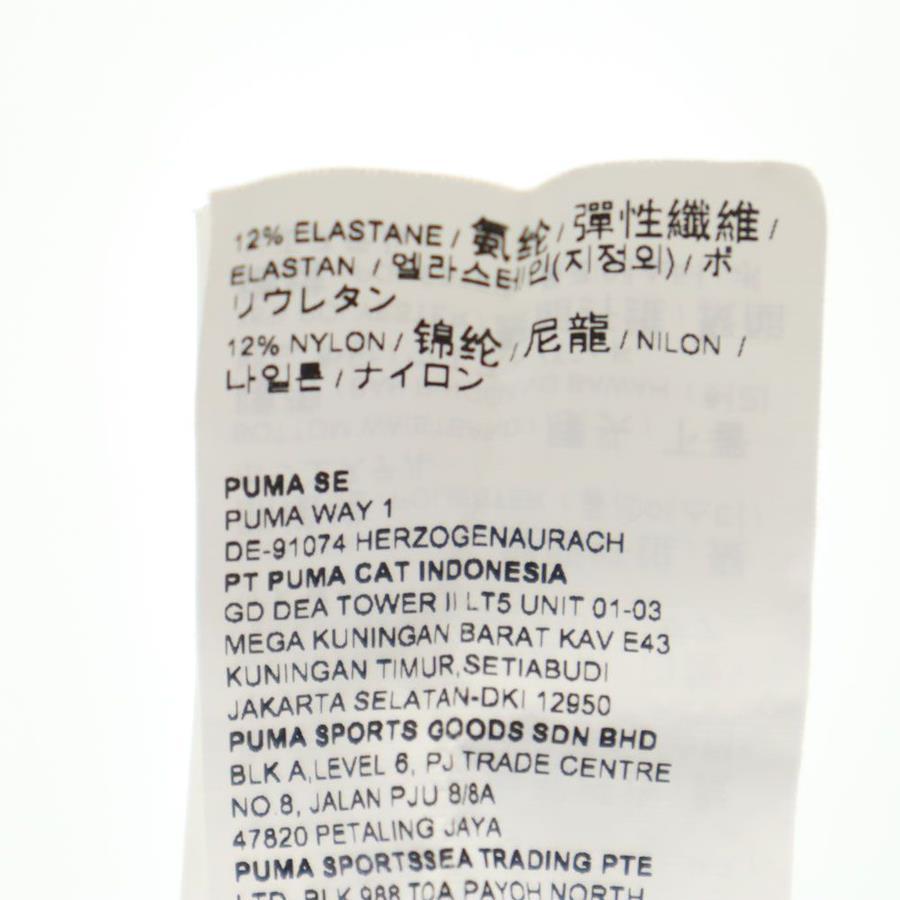 12% ELASTANE / 氨纶 / 彈性纖維 /
ELASTAN / 엘라스테인(지정외) / ポ
リウレタン
12% NYLON / 锦纶 / 尼龍 / NILON /
나일론 / ナイロン
PUMA SE
PUMA WAY 1
DE-91074 HERZOGENAURACH
PT PUMA CAT INDONESIA
GD DEA TOWER II LT5 UNIT 01-03
MEGA KUNINGAN BARAT KAV E43
KUNINGAN TIMUR,SETIABUDI
JAKARTA SELATAN-DKI 12950
PUMA SPORTS GOODS SDN BHD
BLK A,LEVEL 6, PJ TRADE CENTRE
NO.8, JALAN PJU 8/8A
47820 PETALING JAYA
PUMA SPORTSSEA TRADING PTE
LTD, BLK 988 TOA PAYOH NORTH,